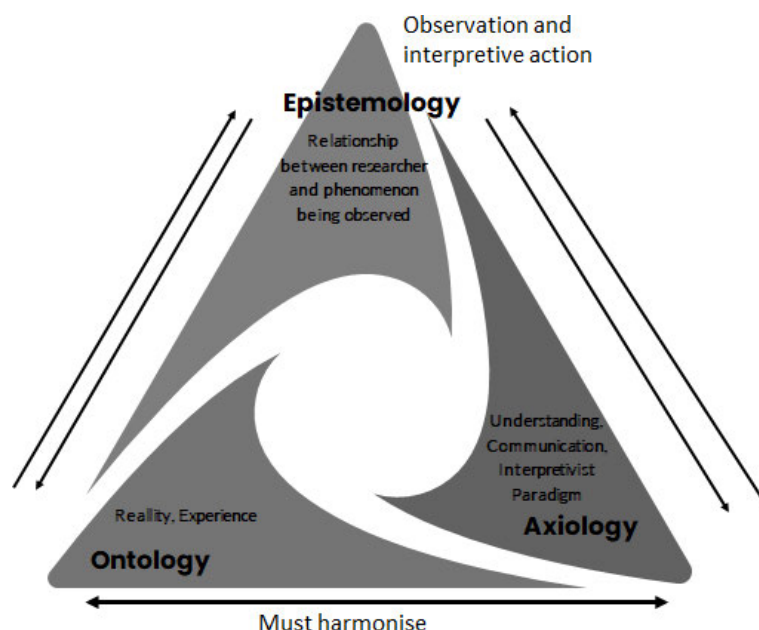 Observation and
interpretive action
Epistemology
Relationship
between researcher
and phenomenon
being observed
Understanding,
Communication,
Interpretivist
Paradigm
Axiology
Reallity, Experience
Ontology
Must harmonise